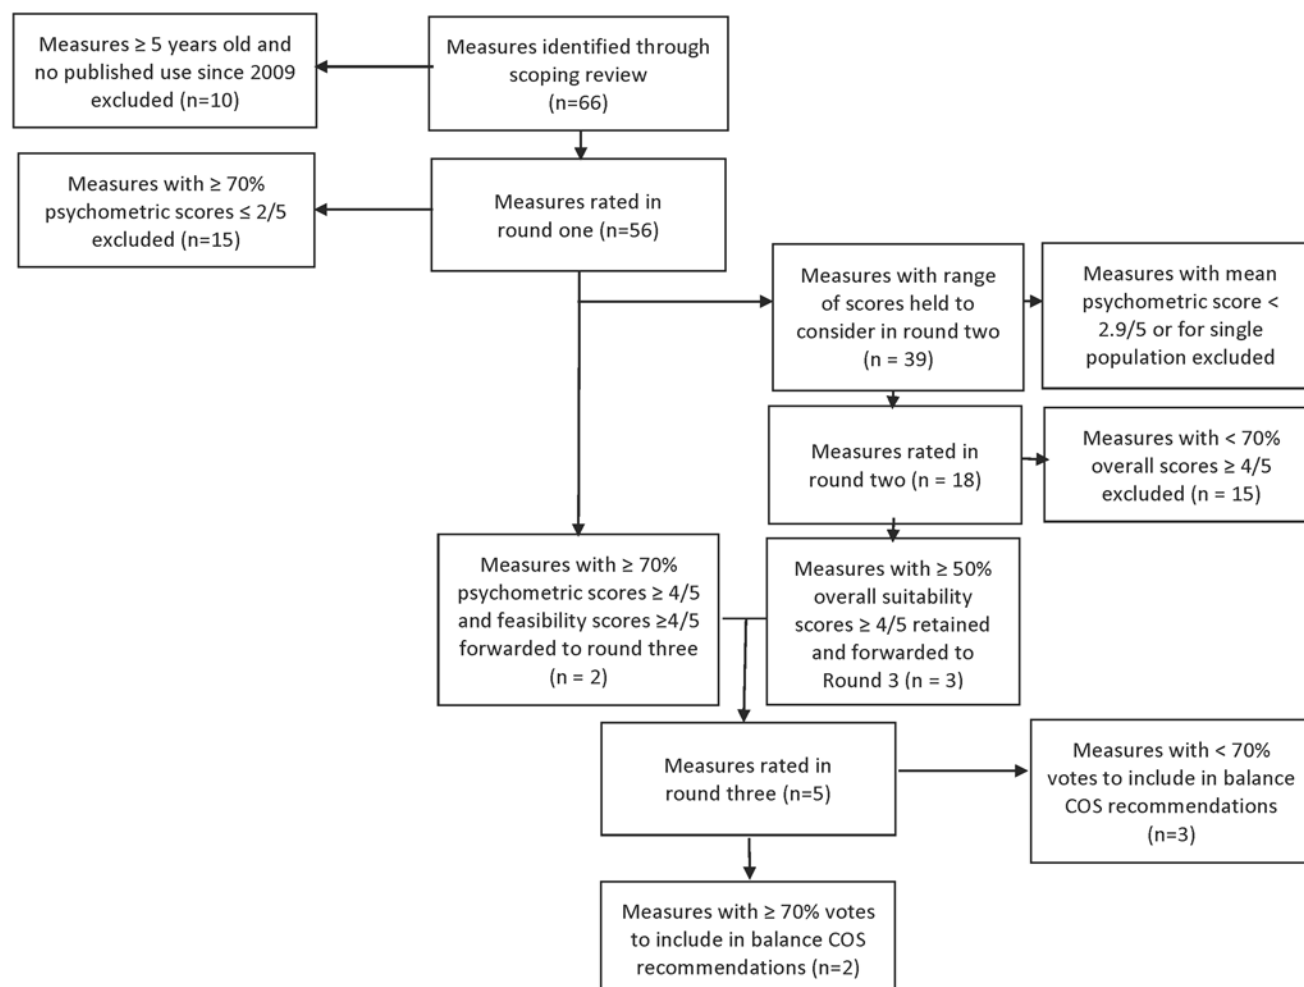 Measures ≥ 5 years old and
no published use since 2009
excluded (n=10)
Measures identified through
scoping review
(n=66)
Measures with ≥ 70%
psychometric scores ≤ 2/5
excluded (n=15)
Measures rated in
round one (n=56)
Measures with range
of scores held to
consider in round two
(n = 39)
Measures with mean
psychometric score <
2.9/5 or for single
population excluded
Measures rated in
round two (n = 18)
Measures with < 70%
overall scores ≥ 4/5
excluded (n = 15)
Measures with ≥ 70%
psychometric scores ≥ 4/5
and feasibility scores ≥4/5
forwarded to round three
(n = 2)
Measures with ≥ 50%
overall suitability
scores ≥ 4/5 retained
and forwarded to
Round 3 (n = 3)
Measures rated in
round three (n=5)
Measures with < 70%
votes to include in balance
COS recommendations
(n=3)
Measures with ≥ 70% votes
to include in balance COS
recommendations (n=2)